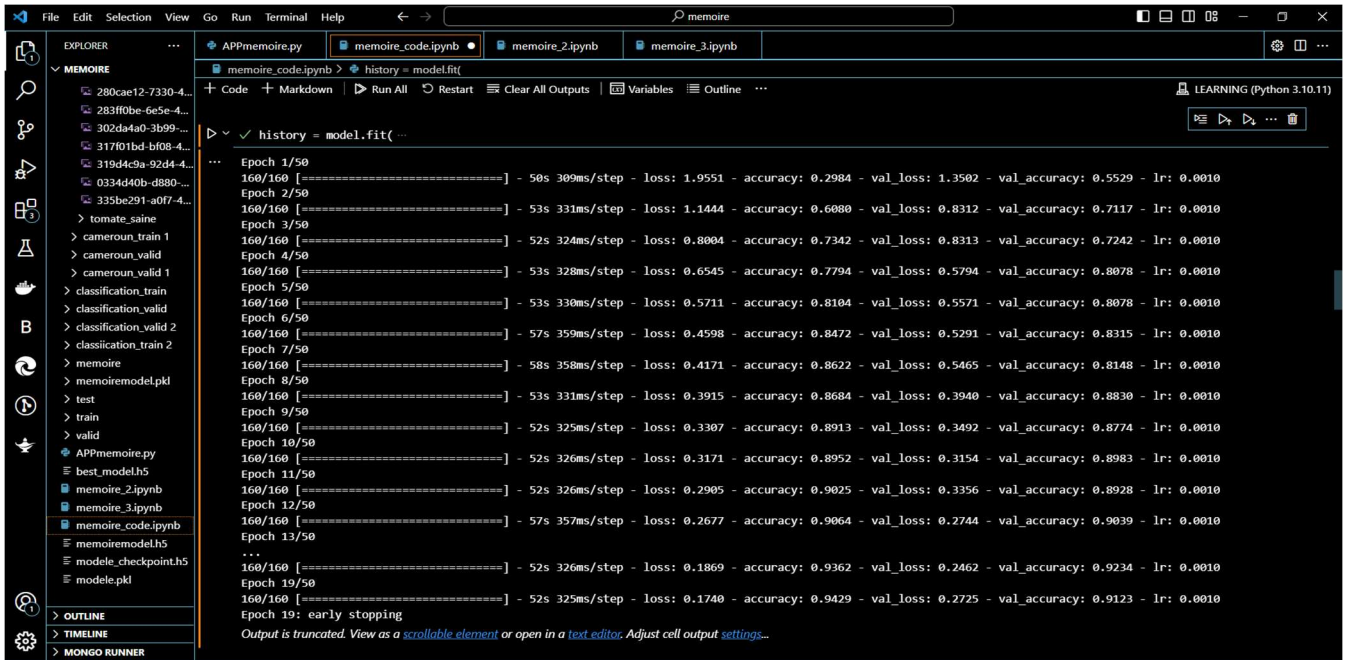 File Edit Selection View Go Run Terminal Help
memoire
EXPLORER
APPmemoire.py
memoire_code.ipynb
memoire_2.ipynb
memoire_3.ipynb
MEMOIRE
memoire_code.ipynb > history = model.fit(
Code
Markdown
Run All
Restart
Clear All Outputs
Variables
Outline
LEARNING (Python 3.10.11)
280cae12-7330-4...
283ff0be-6e5e-4...
302da4a0-3b99-...
317f01bd-bf08-4...
319d4c9a-92d4-4...
0334d40b-d880-...
335be291-a0f7-4...
tomate_saine
cameroun_train 1
cameroun_valid
cameroun_valid 1
classification_train
classification_valid
classification_valid 2
classiication_train 2
memoire
memoiremodel.pkl
test
train
valid
APPmemoire.py
best_model.h5
memoire_2.ipynb
memoire_3.ipynb
memoire_code.ipynb
memoiremodel.h5
modele_checkpoint.h5
modele.pkl
OUTLINE
TIMELINE
MONGO RUNNER
1
3
B
1
history = model.fit( ...
Epoch 1/50
160/160 [==============================] - 50s 309ms/step - loss: 1.9551 - accuracy: 0.2984 - val_loss: 1.3502 - val_accuracy: 0.5529 - lr: 0.0010
Epoch 2/50
160/160 [==============================] - 53s 331ms/step - loss: 1.1444 - accuracy: 0.6080 - val_loss: 0.8312 - val_accuracy: 0.7117 - lr: 0.0010
Epoch 3/50
160/160 [==============================] - 52s 324ms/step - loss: 0.8004 - accuracy: 0.7342 - val_loss: 0.8313 - val_accuracy: 0.7242 - lr: 0.0010
Epoch 4/50
160/160 [==============================] - 53s 328ms/step - loss: 0.6545 - accuracy: 0.7794 - val_loss: 0.5794 - val_accuracy: 0.8078 - lr: 0.0010
Epoch 5/50
160/160 [==============================] - 53s 330ms/step - loss: 0.5711 - accuracy: 0.8104 - val_loss: 0.5571 - val_accuracy: 0.8078 - lr: 0.0010
Epoch 6/50
160/160 [==============================] - 57s 359ms/step - loss: 0.4598 - accuracy: 0.8472 - val_loss: 0.5291 - val_accuracy: 0.8315 - lr: 0.0010
Epoch 7/50
160/160 [==============================] - 58s 358ms/step - loss: 0.4171 - accuracy: 0.8622 - val_loss: 0.5465 - val_accuracy: 0.8148 - lr: 0.0010
Epoch 8/50
160/160 [==============================] - 53s 331ms/step - loss: 0.3915 - accuracy: 0.8684 - val_loss: 0.3940 - val_accuracy: 0.8830 - lr: 0.0010
Epoch 9/50
160/160 [==============================] - 52s 325ms/step - loss: 0.3307 - accuracy: 0.8913 - val_loss: 0.3492 - val_accuracy: 0.8774 - lr: 0.0010
Epoch 10/50
160/160 [==============================] - 52s 326ms/step - loss: 0.3171 - accuracy: 0.8952 - val_loss: 0.3154 - val_accuracy: 0.8983 - lr: 0.0010
Epoch 11/50
160/160 [==============================] - 52s 326ms/step - loss: 0.2905 - accuracy: 0.9025 - val_loss: 0.3356 - val_accuracy: 0.8928 - lr: 0.0010
Epoch 12/50
160/160 [==============================] - 57s 357ms/step - loss: 0.2677 - accuracy: 0.9064 - val_loss: 0.2744 - val_accuracy: 0.9039 - lr: 0.0010
Epoch 13/50
...
160/160 [==============================] - 52s 326ms/step - loss: 0.1869 - accuracy: 0.9362 - val_loss: 0.2462 - val_accuracy: 0.9234 - lr: 0.0010
Epoch 19/50
160/160 [==============================] - 52s 325ms/step - loss: 0.1740 - accuracy: 0.9429 - val_loss: 0.2725 - val_accuracy: 0.9123 - lr: 0.0010
Epoch 19: early stopping
Output is truncated. View as a scrollable element or open in a text editor. Adjust cell output settings...